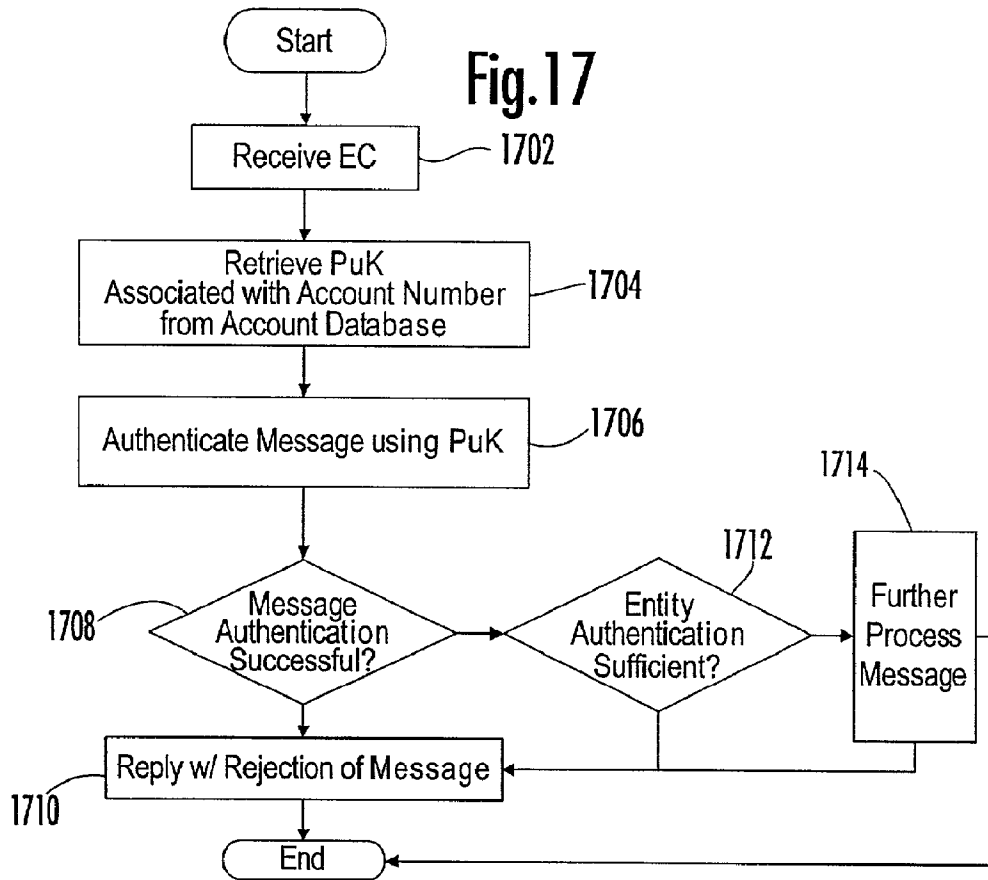 Start
Fig.17
Receive EC
1702
Retrieve PuK
Associated with Account Number
from Account Database
1704
Authenticate Message using PuK
1706
1714
1712
1708
Message
Authentication
Successful?
Entity
Authentication
Sufficient?
Further
Process
Message
Reply w/ Rejection of Message
1710
End